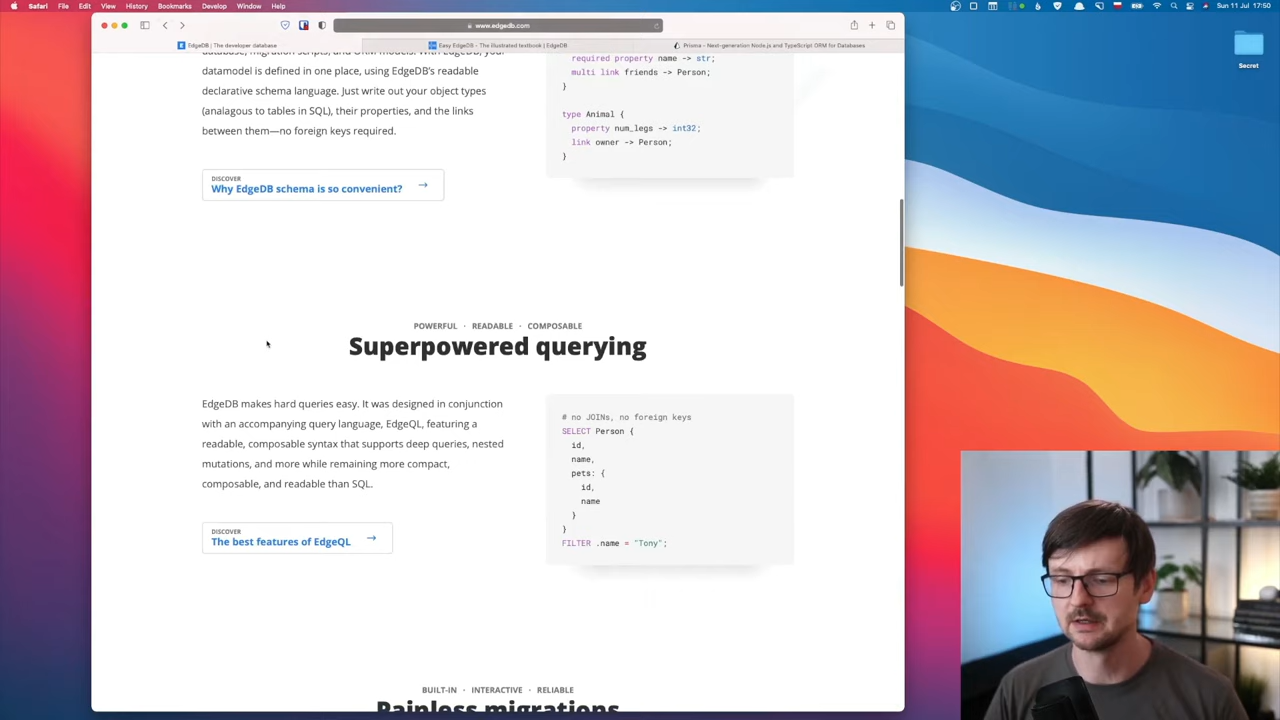 Safari File Edit View History Bookmarks Develop Window Help
Sun 11 Jul 17:50
www.edgedb.com
EdgeDB | The developer database
Easy EdgeDB - The illustrated textbook | EdgeDB
Prisma - Next-generation Node.js and TypeScript ORM for Databases
Secret
datamodel is defined in one place, using EdgeDB's readable
declarative schema language. Just write out your object types
(analagous to tables in SQL), their properties, and the links
between them—no foreign keys required.
DISCOVER
Why EdgeDB schema is so convenient? →
required property name -> str;
multi link friends -> Person;
}
type Animal {
property num_legs -> int32;
link owner -> Person;
}
POWERFUL · READABLE · COMPOSABLE
Superpowered querying
EdgeDB makes hard queries easy. It was designed in conjunction
with an accompanying query language, EdgeQL, featuring a
readable, composable syntax that supports deep queries, nested
mutations, and more while remaining more compact,
composable, and readable than SQL.
DISCOVER
The best features of EdgeQL →
# no JOINs, no foreign keys
SELECT Person {
id,
name,
pets: {
id,
name
}
}
FILTER .name = "Tony";
BUILT-IN · INTERACTIVE · RELIABLE
Painless migrations